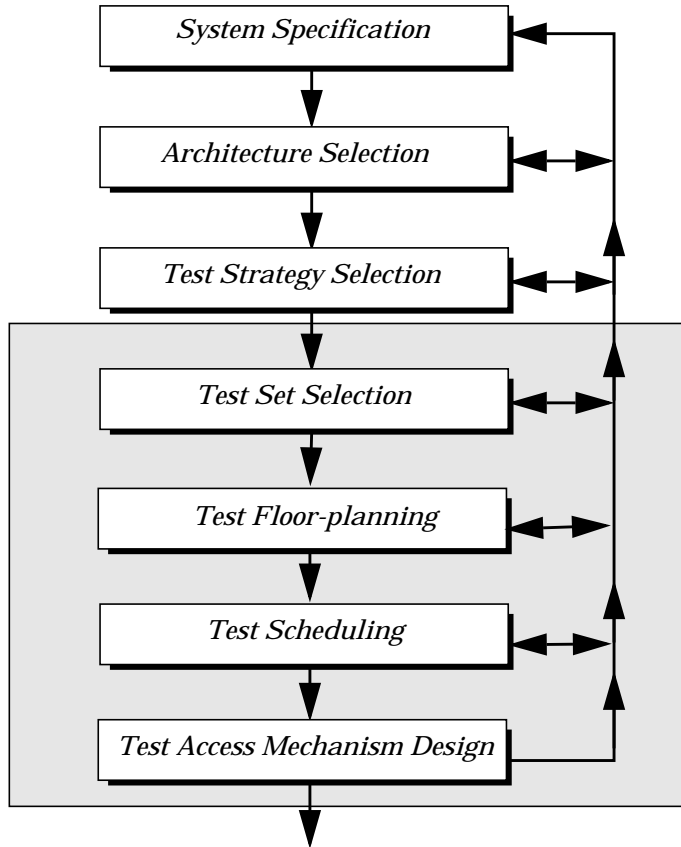 System Specification
Architecture Selection
Test Strategy Selection
Test Set Selection
Test Floor-planning
Test Scheduling
Test Access Mechanism Design